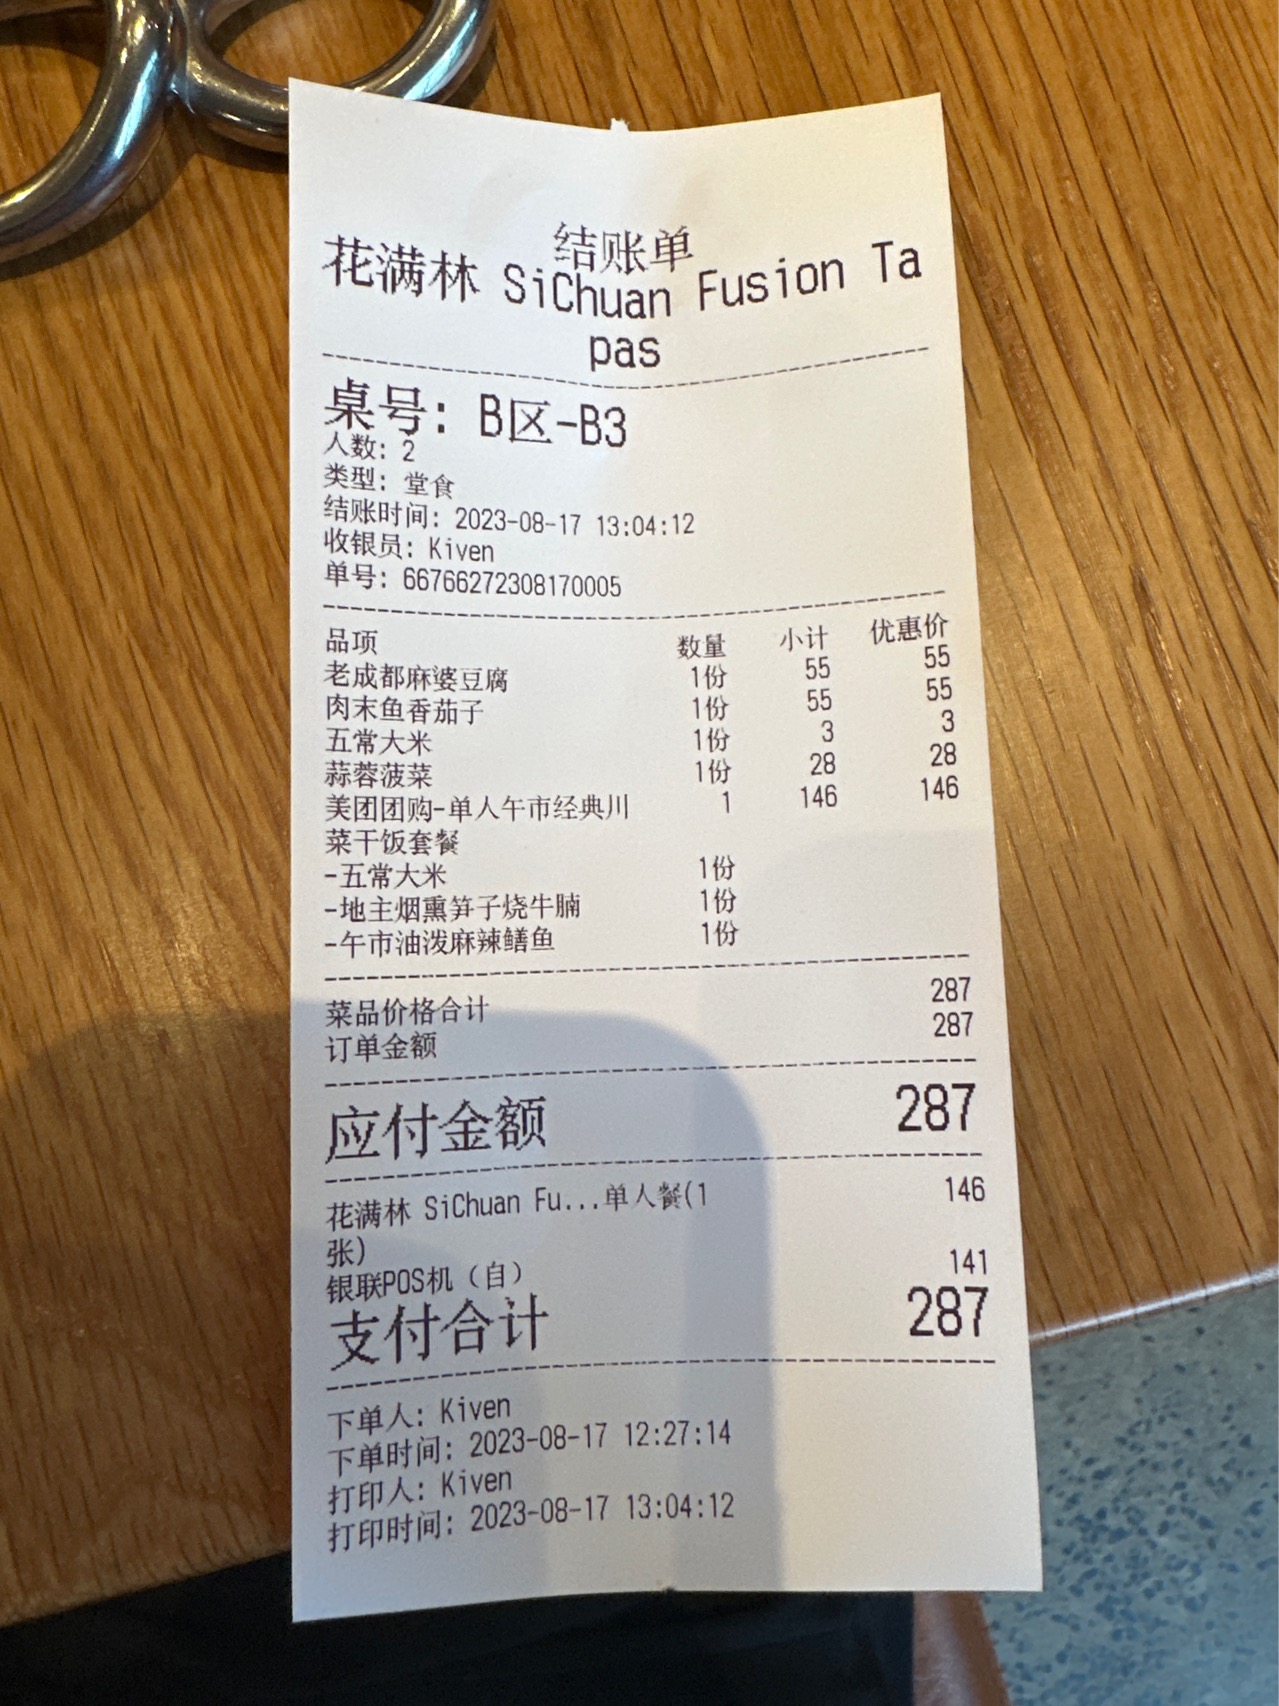 结账单
花满林 SiChuan Fusion Ta
pas
桌号: B区-B3
人数: 2
类型: 堂食
结账时间: 2023-08-17 13:04:12
收银员: Kiven
单号: 66766272308170005
品项 数量 小计 优惠价
老成都麻婆豆腐 1份 55 55
肉末鱼香茄子 1份 55 55
五常大米 1份 3 3
蒜蓉菠菜 1份 28 28
美团团购-单人午市经典川 1 146 146
菜干饭套餐
-五常大米 1份
-地主烟熏笋子烧牛腩 1份
-午市油泼麻辣鳝鱼 1份
菜品价格合计 287
订单金额 287
应付金额 287
花满林 SiChuan Fu...单人餐(1 146
张)
银联POS机（自） 141
支付合计 287
下单人: Kiven
下单时间: 2023-08-17 12:27:14
打印人: Kiven
打印时间: 2023-08-17 13:04:12